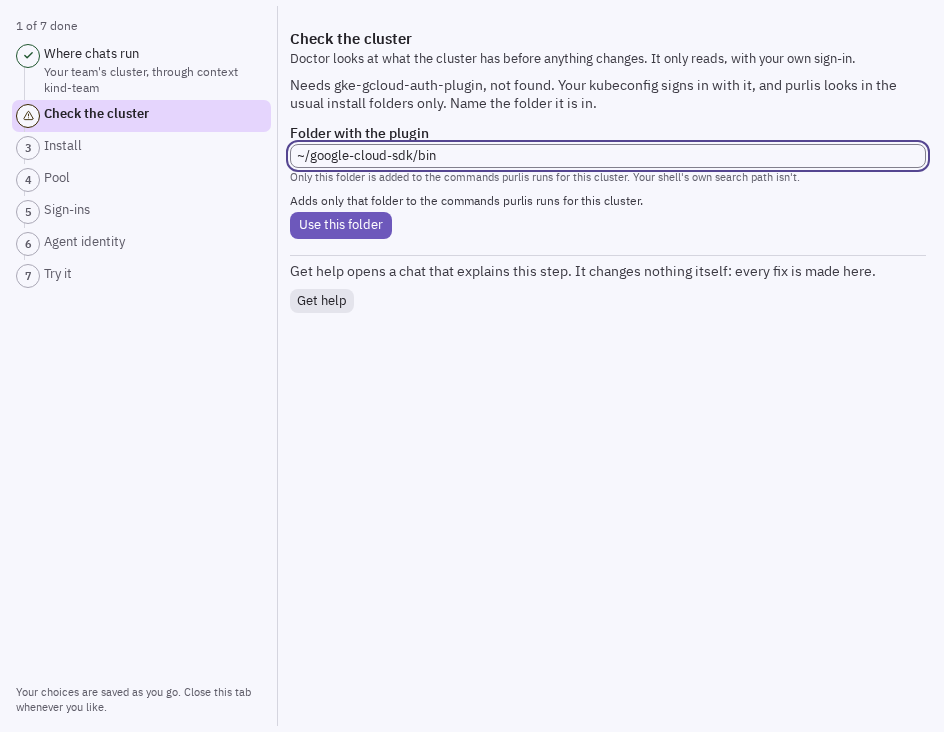 1 of 7 done
Where chats run
Your team's cluster, through context
kind-team
Check the cluster
3 Install
4 Pool
5 Sign-ins
6 Agent identity
7 Try it
Your choices are saved as you go. Close this tab
whenever you like.
Check the cluster
Doctor looks at what the cluster has before anything changes. It only reads, with your own sign-in.
Needs gke-gcloud-auth-plugin, not found. Your kubeconfig signs in with it, and purlis looks in the
usual install folders only. Name the folder it is in.
Folder with the plugin
~/google-cloud-sdk/bin
Only this folder is added to the commands purlis runs for this cluster. Your shell's own search path isn't.
Adds only that folder to the commands purlis runs for this cluster.
Use this folder
Get help opens a chat that explains this step. It changes nothing itself: every fix is made here.
Get help